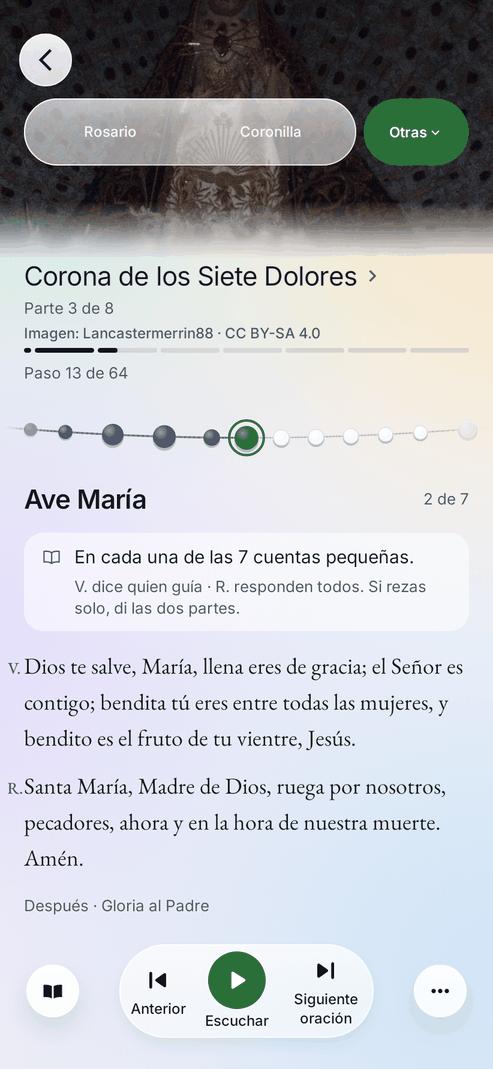 Rosario
Coronilla
Otras
Corona de los Siete Dolores
Parte 3 de 8
Imagen: Lancastermerrin88 · CC BY-SA 4.0
Paso 13 de 64
Ave María
2 de 7
En cada una de las 7 cuentas pequeñas.
V. dice quien guía · R. responden todos. Si rezas
solo, di las dos partes.
V. Dios te salve, María, llena eres de gracia; el Señor es
contigo; bendita tú eres entre todas las mujeres, y
bendito es el fruto de tu vientre, Jesús.
R. Santa María, Madre de Dios, ruega por nosotros,
pecadores, ahora y en la hora de nuestra muerte.
Amén.
Después · Gloria al Padre
Anterior
Escuchar
Siguiente
oración